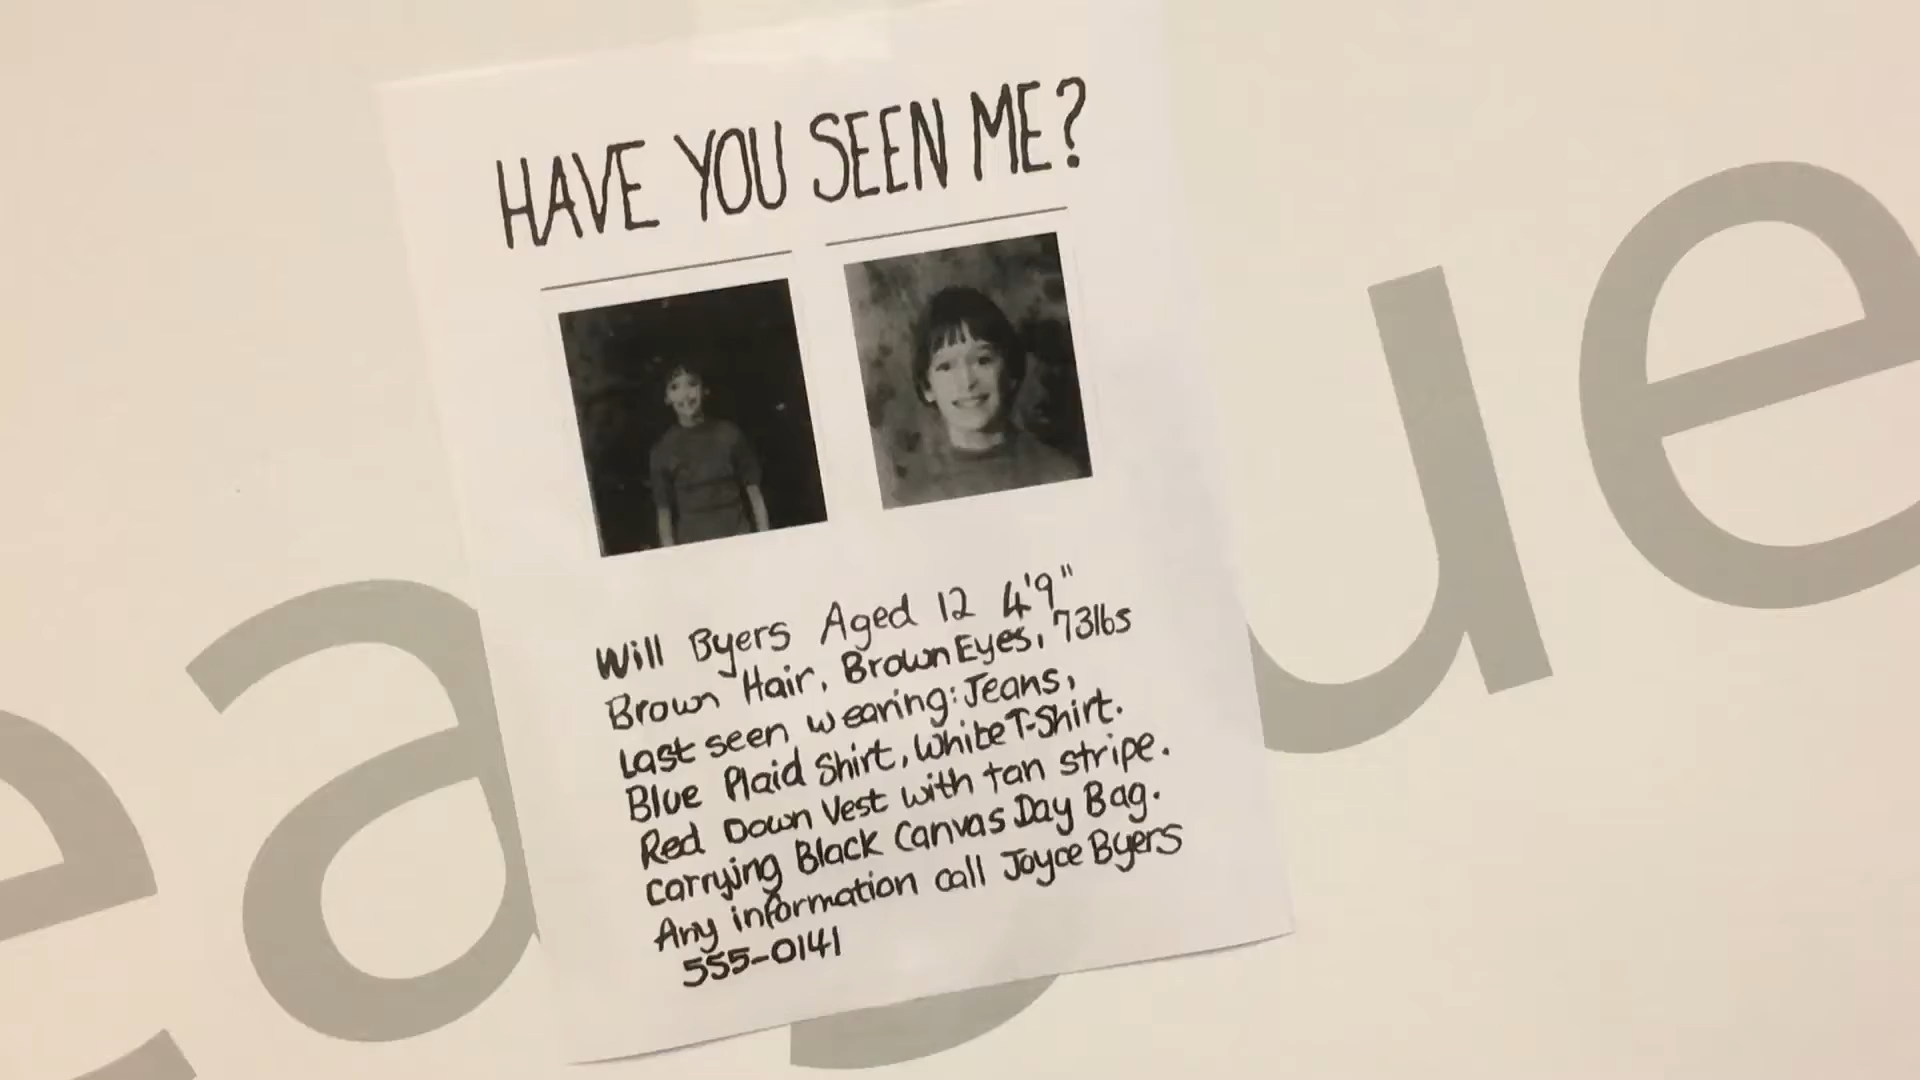 HAVE YOU SEEN ME?
Will Byers Aged 12 4'9"
Brown Hair, Brown Eyes, 73lbs
Last seen wearing: Jeans,
Blue Plaid Shirt, White T-Shirt.
Red Down Vest with tan stripe.
Carrying Black Canvas Day Bag.
Any information call Joyce Byers
555-0141
ea
ue